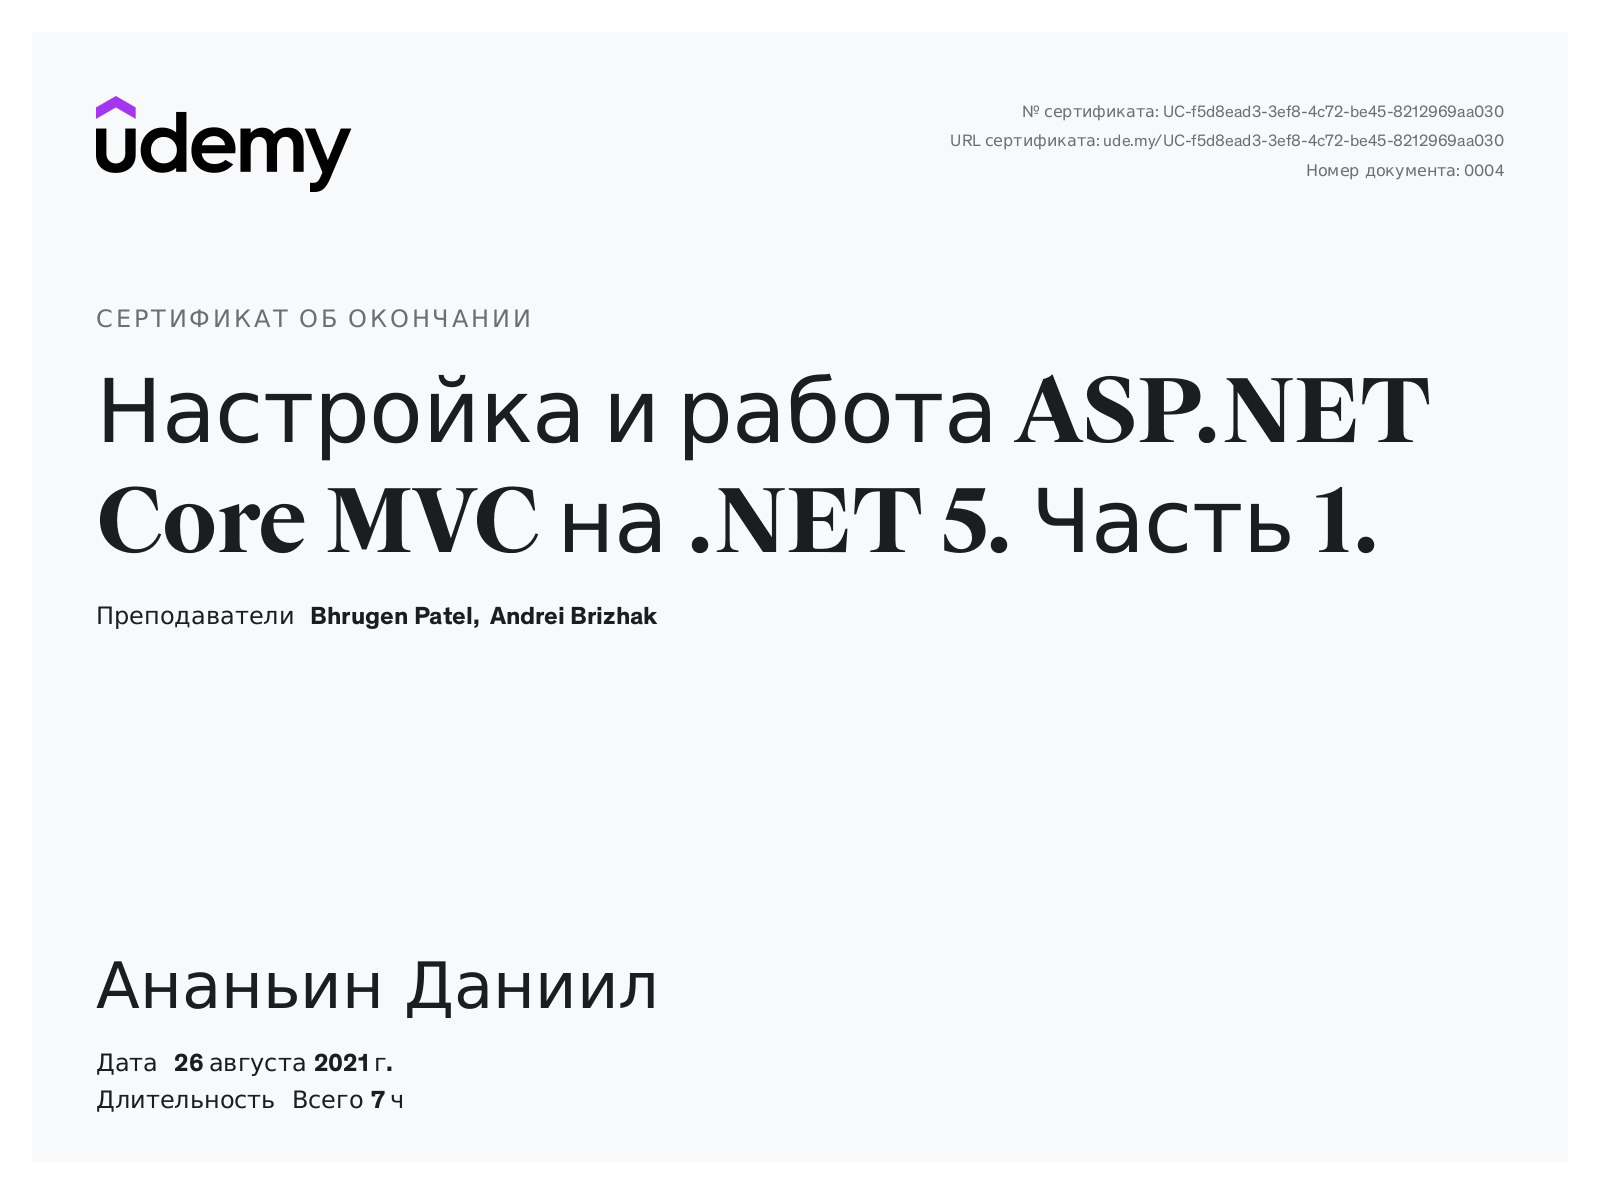 udemy
№ сертификата: UC-f5d8ead3-3ef8-4c72-be45-8212969aa030
URL сертификата: ude.my/UC-f5d8ead3-3ef8-4c72-be45-8212969aa030
Номер документа: 0004
СЕРТИФИКАТ ОБ ОКОНЧАНИИ
Настройка и работа ASP.NET
Core MVC на .NET 5. Часть 1.
Преподаватели Bhrugen Patel, Andrei Brizhak
Ананьин Даниил
Дата 26 августа 2021 г.
Длительность Всего 7 ч